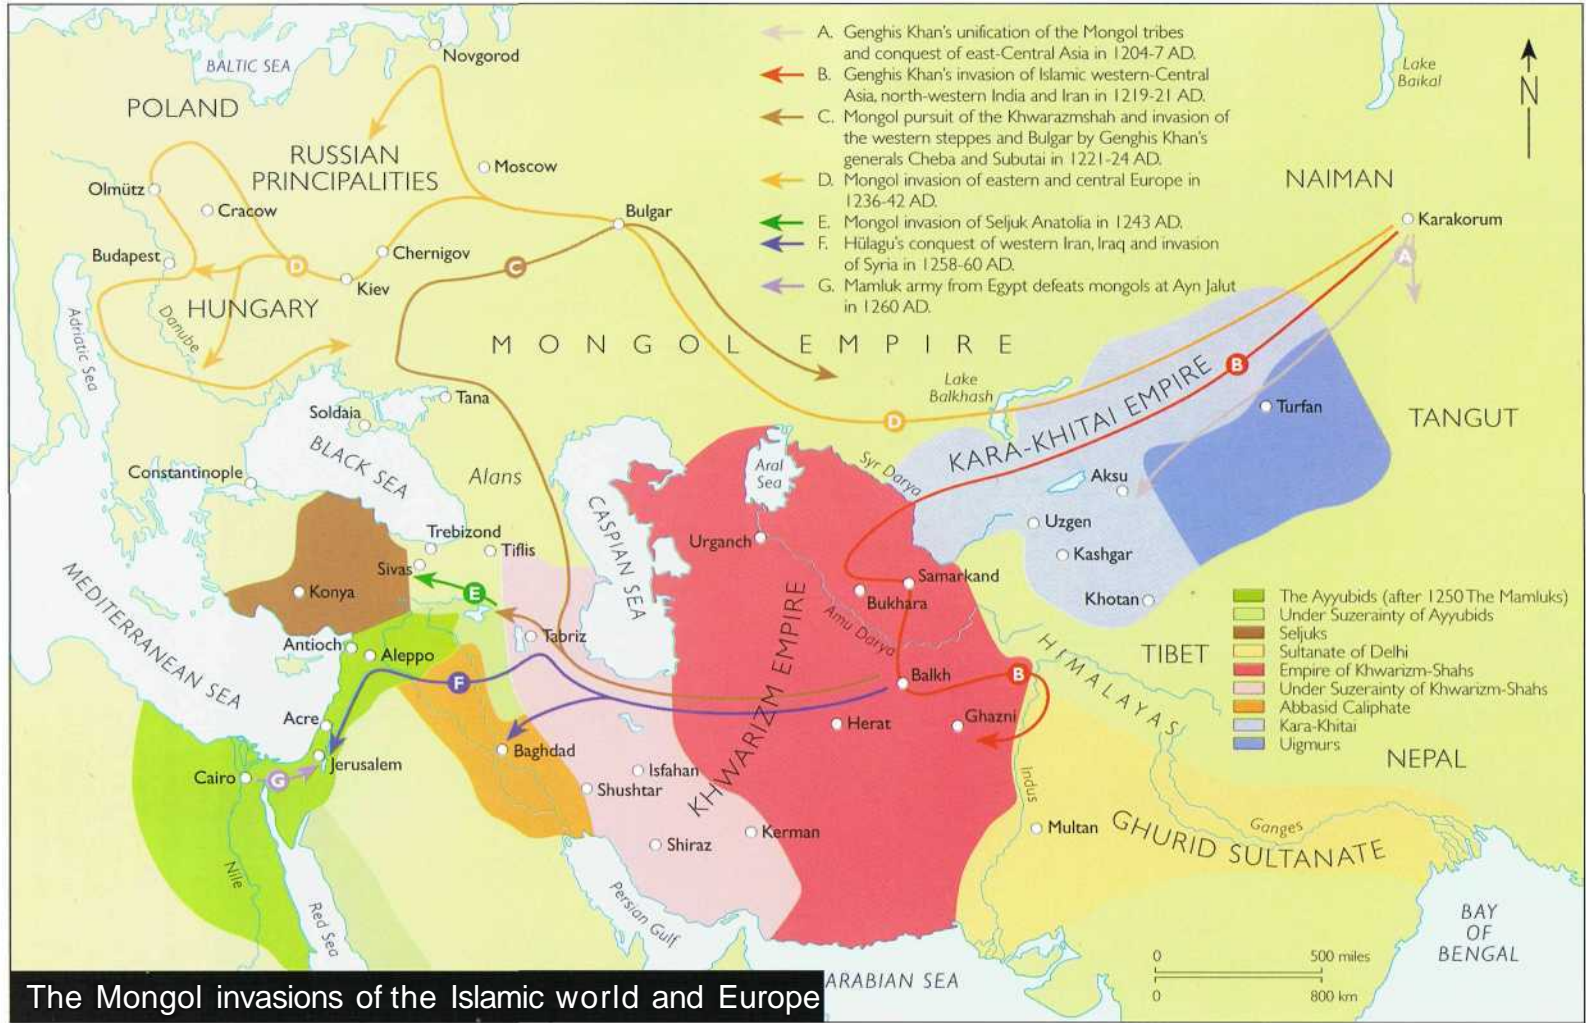 A. Genghis Khan's unification of the Mongol tribes
and conquest of east-Central Asia in 1204-7 AD.
B. Genghis Khan's invasion of Islamic western-Central
Asia, north-western India and Iran in 1219-21 AD.
C. Mongol pursuit of the Khwarazmshah and invasion of
the western steppes and Bulgar by Genghis Khan's
generals Cheba and Subutai in 1221-24 AD.
D. Mongol invasion of eastern and central Europe in
1236-42 AD.
E. Mongol invasion of Seljuk Anatolia in 1243 AD.
F. Hülagu's conquest of western Iran, Iraq and invasion
of Syria in 1258-60 AD.
G. Mamluk army from Egypt defeats mongols at Ayn Jalut
in 1260 AD.
Novgorod
BALTIC SEA
Lake
Baikal
N
POLAND
RUSSIAN
PRINCIPALITIES
Moscow
NAIMAN
Olmütz
Cracow
Bulgar
Karakorum
A
Budapest
Chernigov
D
C
Kiev
HUNGARY
Danube
Adriatic Sea
MONGOL EMPIRE
B
Lake
Balkhash
D
KARA-KHITAI EMPIRE
Turfan
TANGUT
Tana
Soldaia
BLACK SEA
Constantinople
Alans
Aral
Sea
Syr Darya
Aksu
CASPIAN SEA
Uzgen
Kashgar
Khotan
Trebizond
Tiflis
Urganch
Sivas
E
Konya
Samarkand
Bukhara
Amu Darya
MEDITERRANEAN SEA
Antioch
Aleppo
Tabriz
F
Balkh
B
HIMALAYAS
TIBET
The Ayyubids (after 1250 The Mamluks)
Under Suzerainty of Ayyubids
Seljuks
Sultanate of Delhi
Empire of Khwarizm-Shahs
Under Suzerainty of Khwarizm-Shahs
Abbasid Caliphate
Kara-Khitai
Uigmurs
Acre
Jerusalem
Baghdad
Herat
Ghazni
KHWARIZM EMPIRE
NEPAL
Cairo
G
Isfahan
Shushtar
Indus
Shiraz
Kerman
Multan
Ganges
GHURID SULTANATE
Nile
Red Sea
Persian Gulf
BAY
OF
BENGAL
0 500 miles
0 800 km
ARABIAN SEA
The Mongol invasions of the Islamic world and Europe